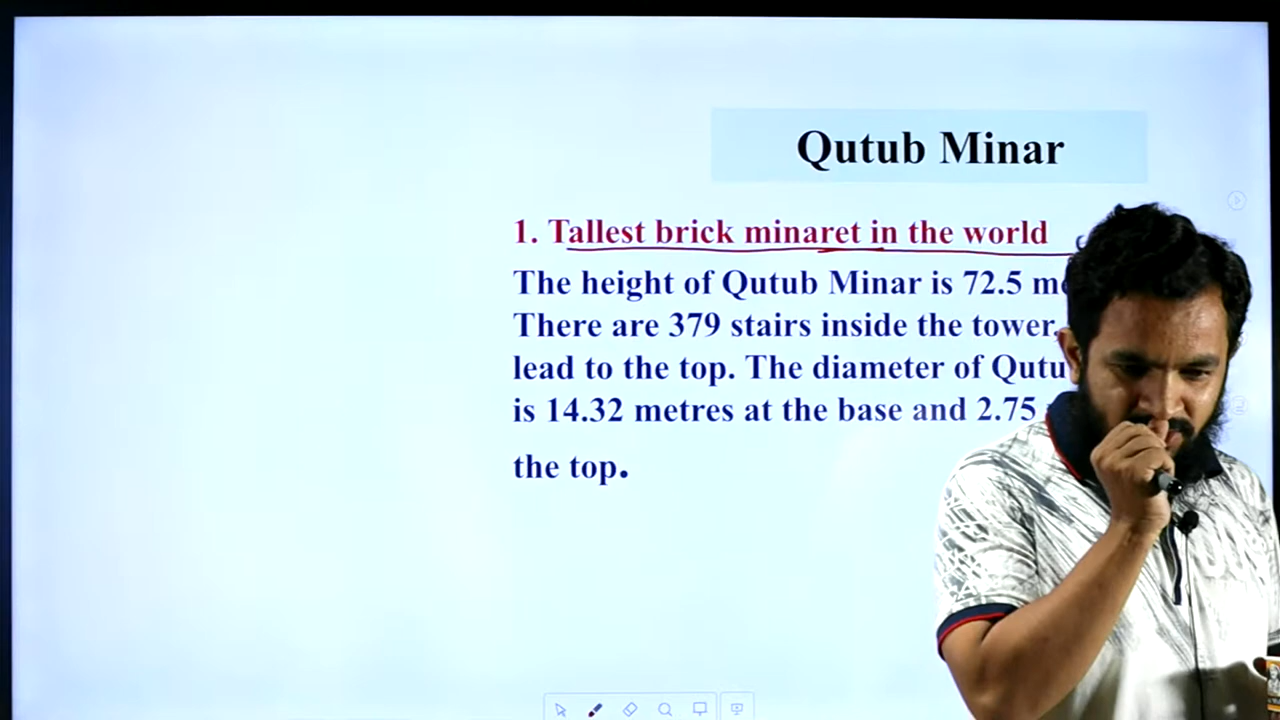 Qutub Minar
1. Tallest brick minaret in the world
The height of Qutub Minar is 72.5
There are 379 stairs inside the tower.
lead to the top. The diameter of
is 14.32 metres at the base and 2.75
the top.